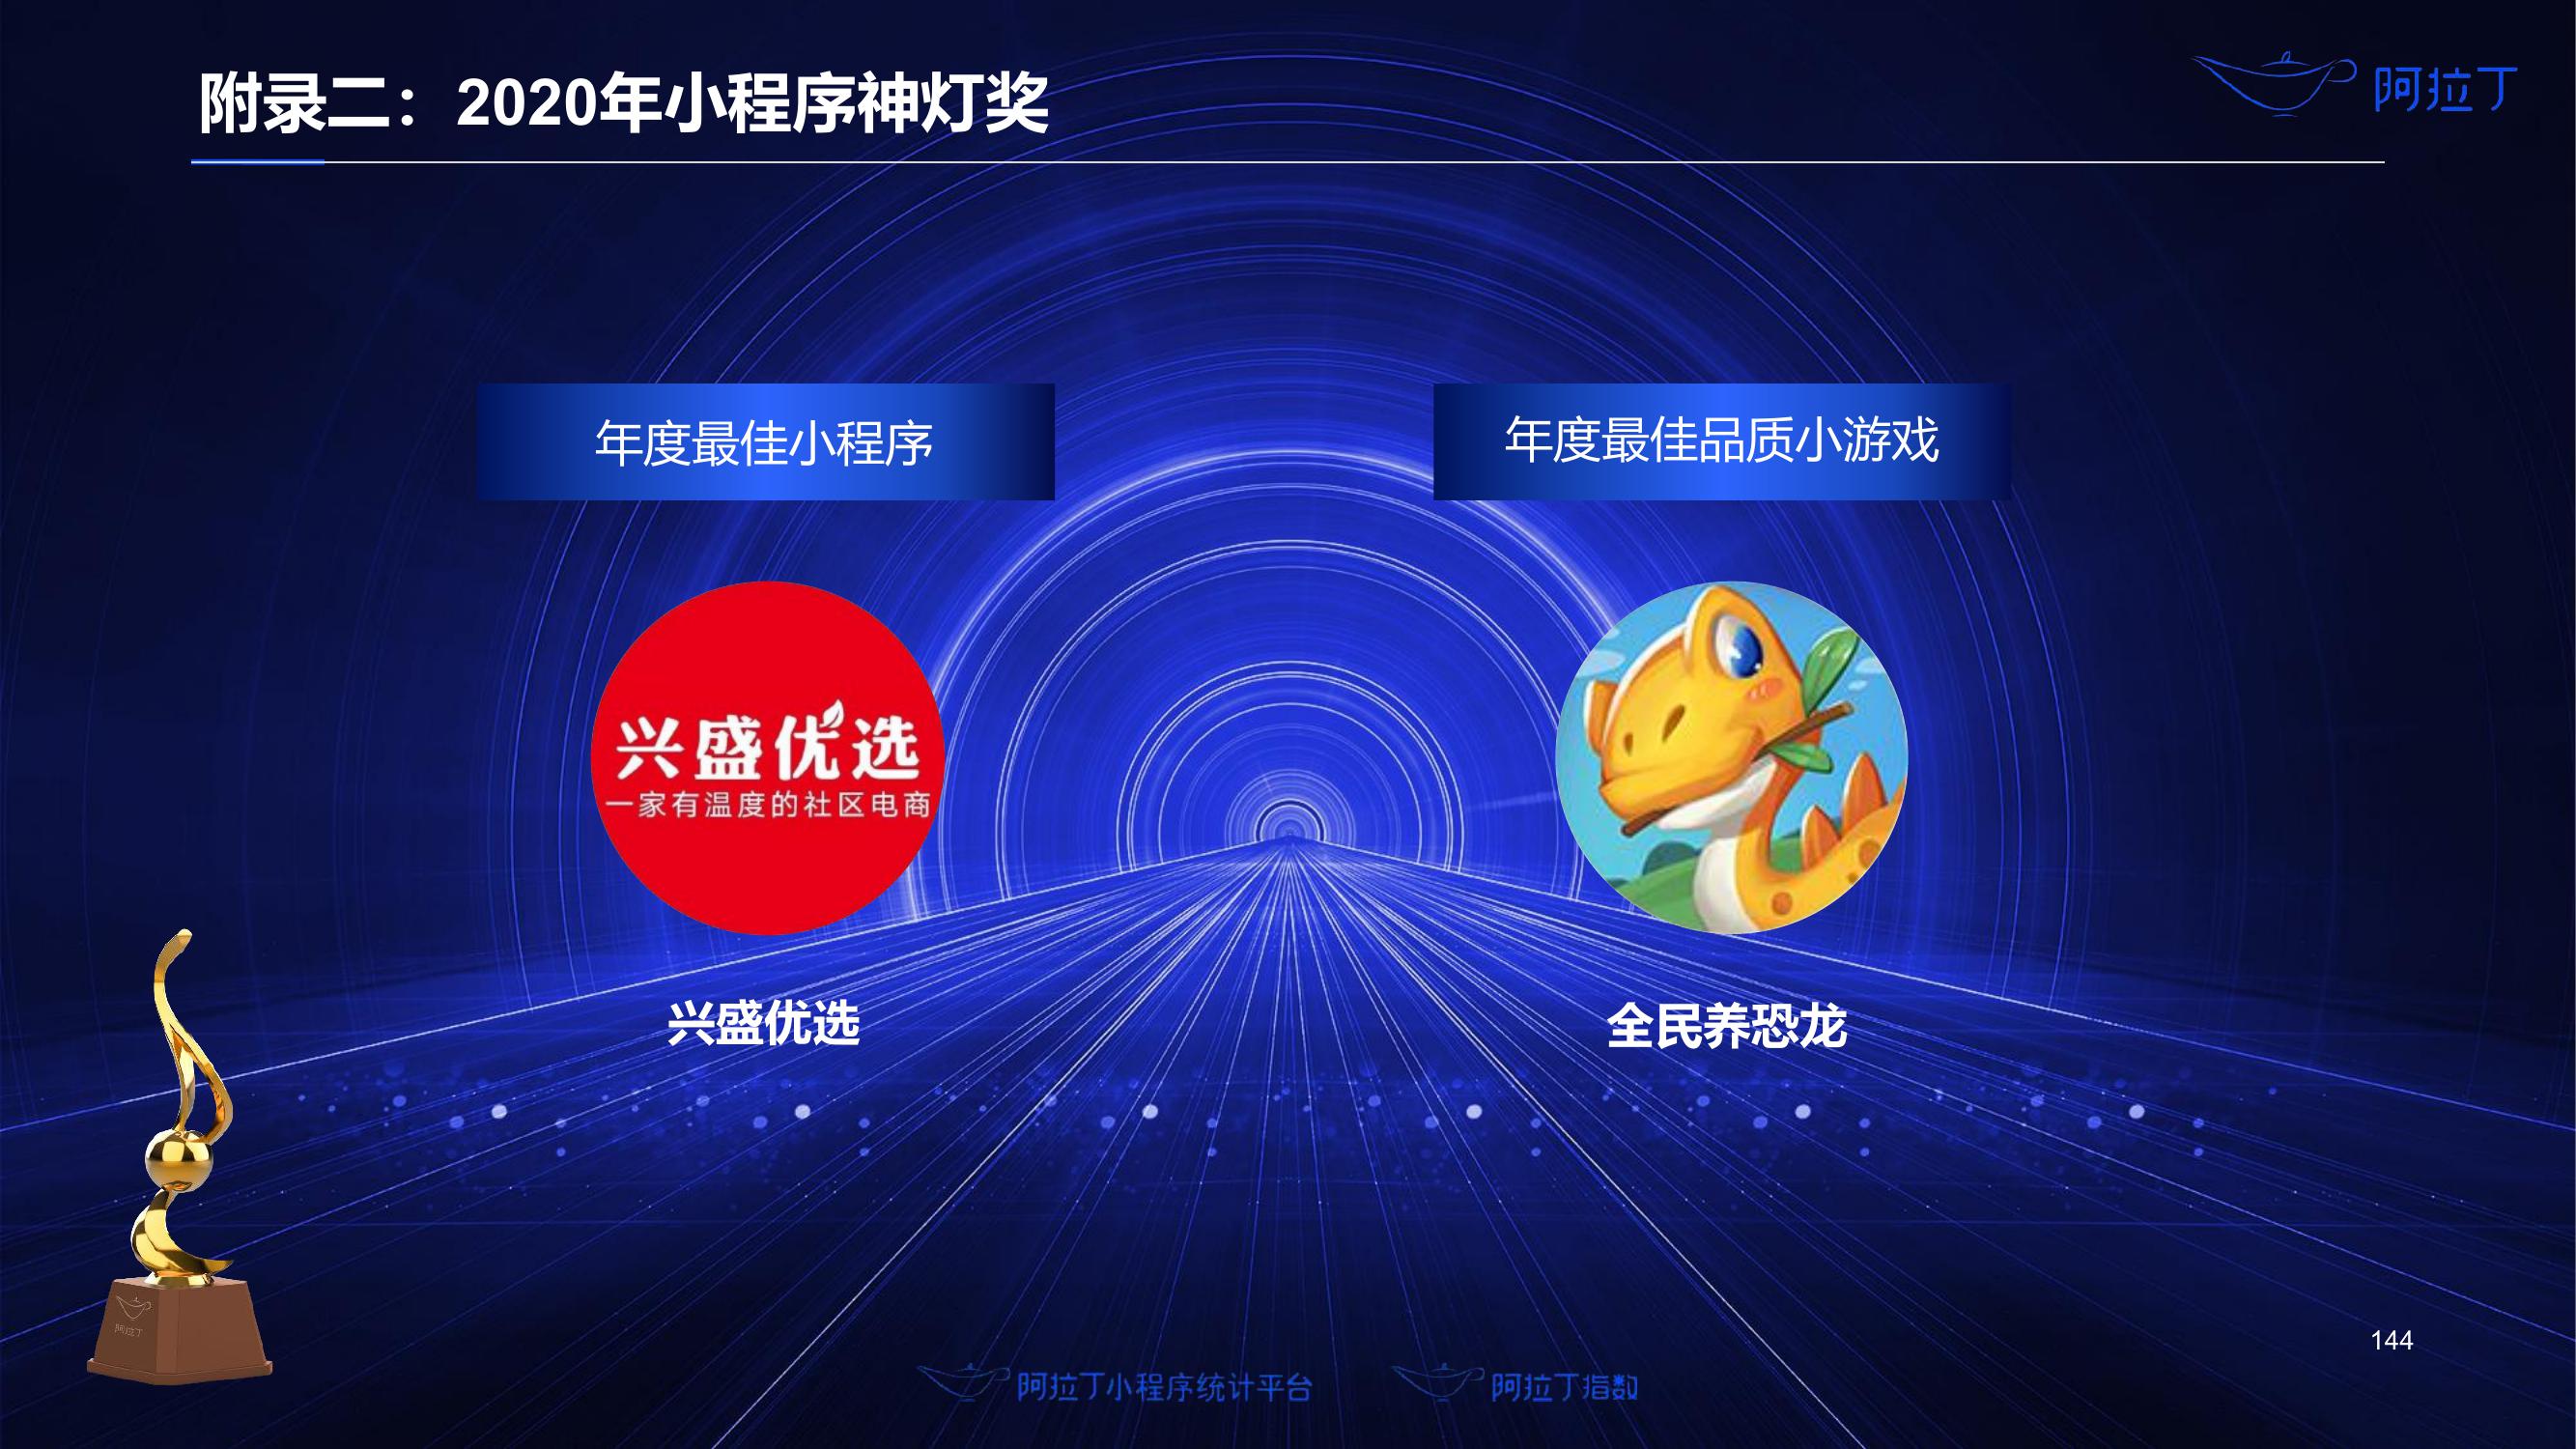 附录二：2020年小程序神灯奖
阿拉丁
年度最佳小程序
年度最佳品质小游戏
兴盛优选
一家有温度的社区电商
兴盛优选
全民养恐龙
阿拉丁
144
阿拉丁小程序统计平台
阿拉丁指数